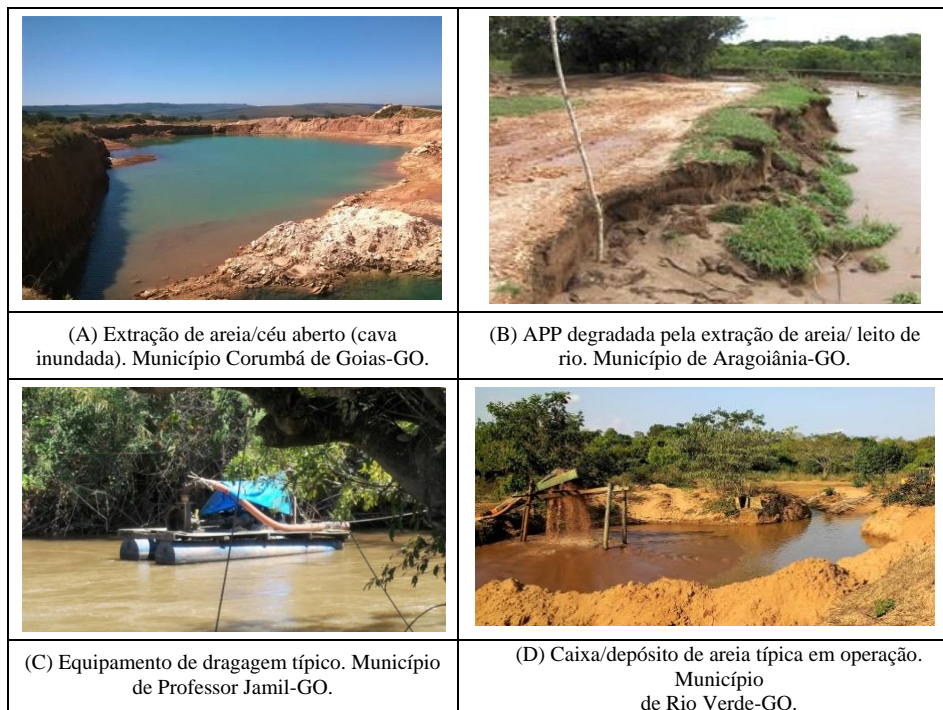 (A) Extração de areia/céu aberto (cava
inundada). Município Corumbá de Goias-GO.
(B) APP degradada pela extração de areia/ leito de
rio. Município de Aragoiânia-GO.
(C) Equipamento de dragagem típico. Município
de Professor Jamil-GO.
(D) Caixa/depósito de areia típica em operação.
Município
de Rio Verde-GO.